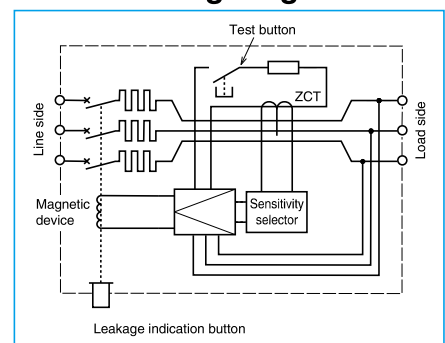 Test button
ZCT
Line side
Load side
Magnetic
device
Sensitivity
selector
Leakage indication button